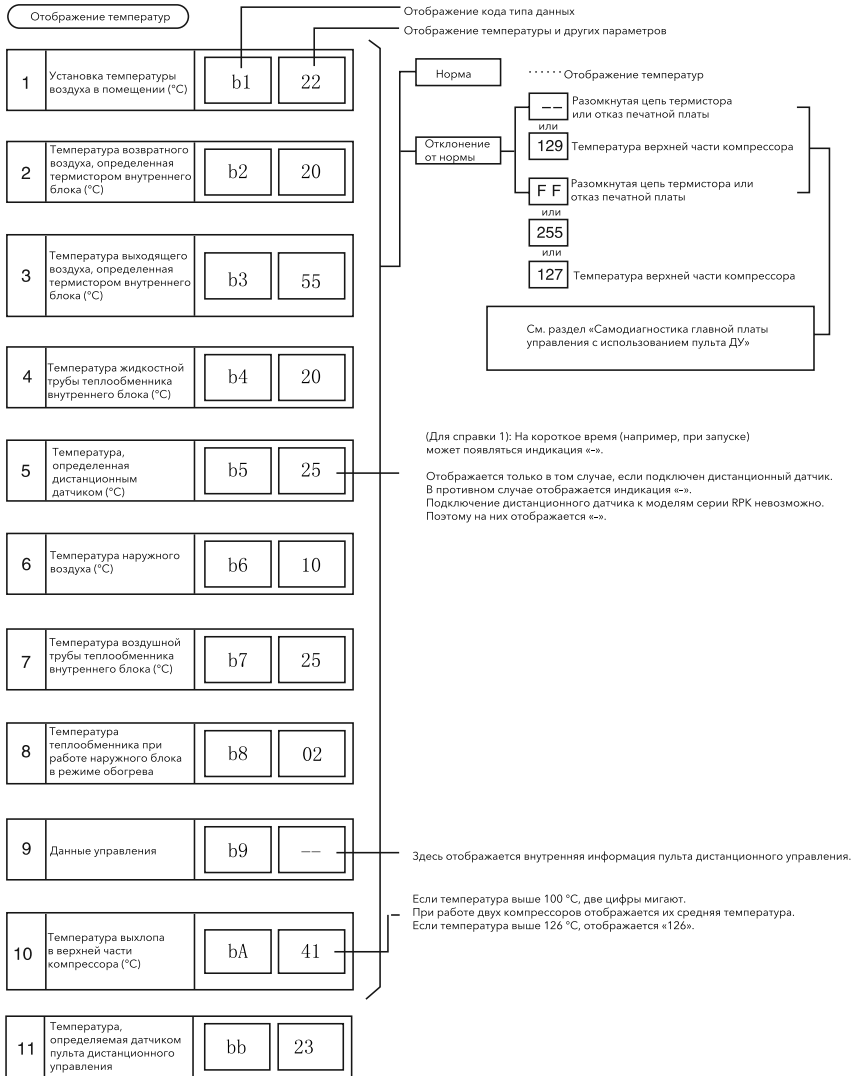 Отображение температур
Отображение кода типа данных
Отображение температуры и других параметров
1
Установка температуры
воздуха в помещении (°C)
b1
22
2
Температура возвратного
воздуха, определенная
термистором внутреннего
блока (°C)
b2
20
3
Температура выходящего
воздуха, определенная
термистором внутреннего
блока (°C)
b3
55
4
Температура жидкостной
трубы теплообменника
внутреннего блока (°C)
b4
20
5
Температура,
определенная
дистанционным
датчиком (°C)
b5
25
6
Температура наружного
воздуха (°C)
b6
10
7
Температура воздушной
трубы теплообменника
внутреннего блока (°C)
b7
25
8
Температура
теплообменника при
работе наружного блока
в режиме обогрева
b8
02
9
Данные управления
b9
--
10
Температура выхлопа
в верхней части
компрессора (°C)
bA
41
11
Температура,
определяемая датчиком
пульта дистанционного
управления
bb
23
Норма
······ Отображение температур
Отклонение
от нормы
--
Разомкнутая цепь термистора
или отказ печатной платы
или
129
Температура верхней части компрессора
F F
Разомкнутая цепь термистора или
отказ печатной платы
или
255
или
127
Температура верхней части компрессора
См. раздел «Самодиагностика главной платы
управления с использованием пульта ДУ»
(Для справки 1): На короткое время (например, при запуске)
может появляться индикация «–».
Отображается только в том случае, если подключен дистанционный датчик.
В противном случае отображается индикация «–».
Подключение дистанционного датчика к моделям серии RPK невозможно.
Поэтому на них отображается «–».
Здесь отображается внутренняя информация пульта дистанционного управления.
Если температура выше 100 °C, две цифры мигают.
При работе двух компрессоров отображается их средняя температура.
Если температура выше 126 °C, отображается «126».